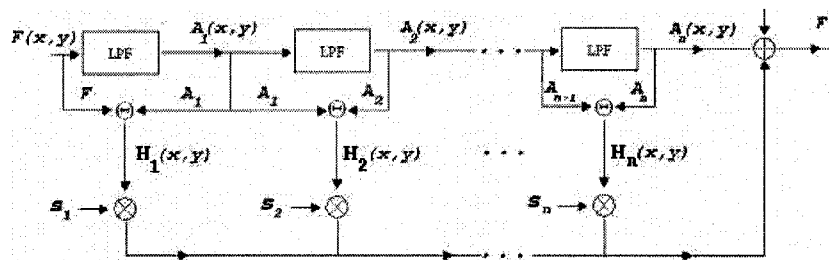 F(x,y) LPF A₁(x,y) LPF A₂(x,y) · · · LPF Aₙ(x,y) F
F A₁ A₁ A₂ Aₙ₋₁ Aₙ
H₁(x,y) H₂(x,y) · · · Hₙ(x,y)
s₁ s₂ sₙ
· · ·